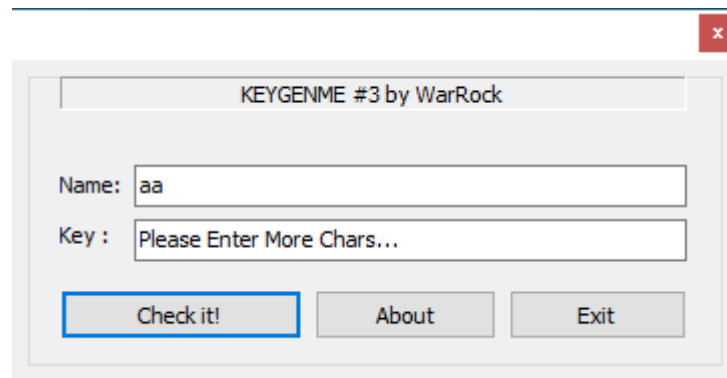 x
KEYGENME #3 by WarRock
Name: aa
Key : Please Enter More Chars...
Check it! About Exit